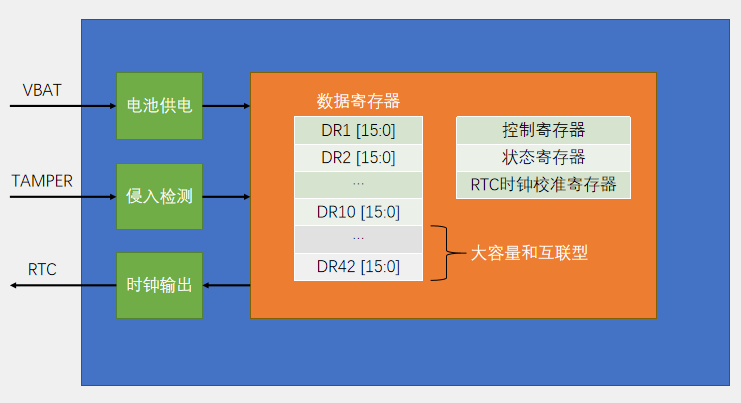 VBAT
电池供电
TAMPER
侵入检测
RTC
时钟输出
数据寄存器
DR1 [15:0]
DR2 [15:0]
...
DR10 [15:0]
...
DR42 [15:0]
控制寄存器
状态寄存器
RTC时钟校准寄存器
大容量和互联型